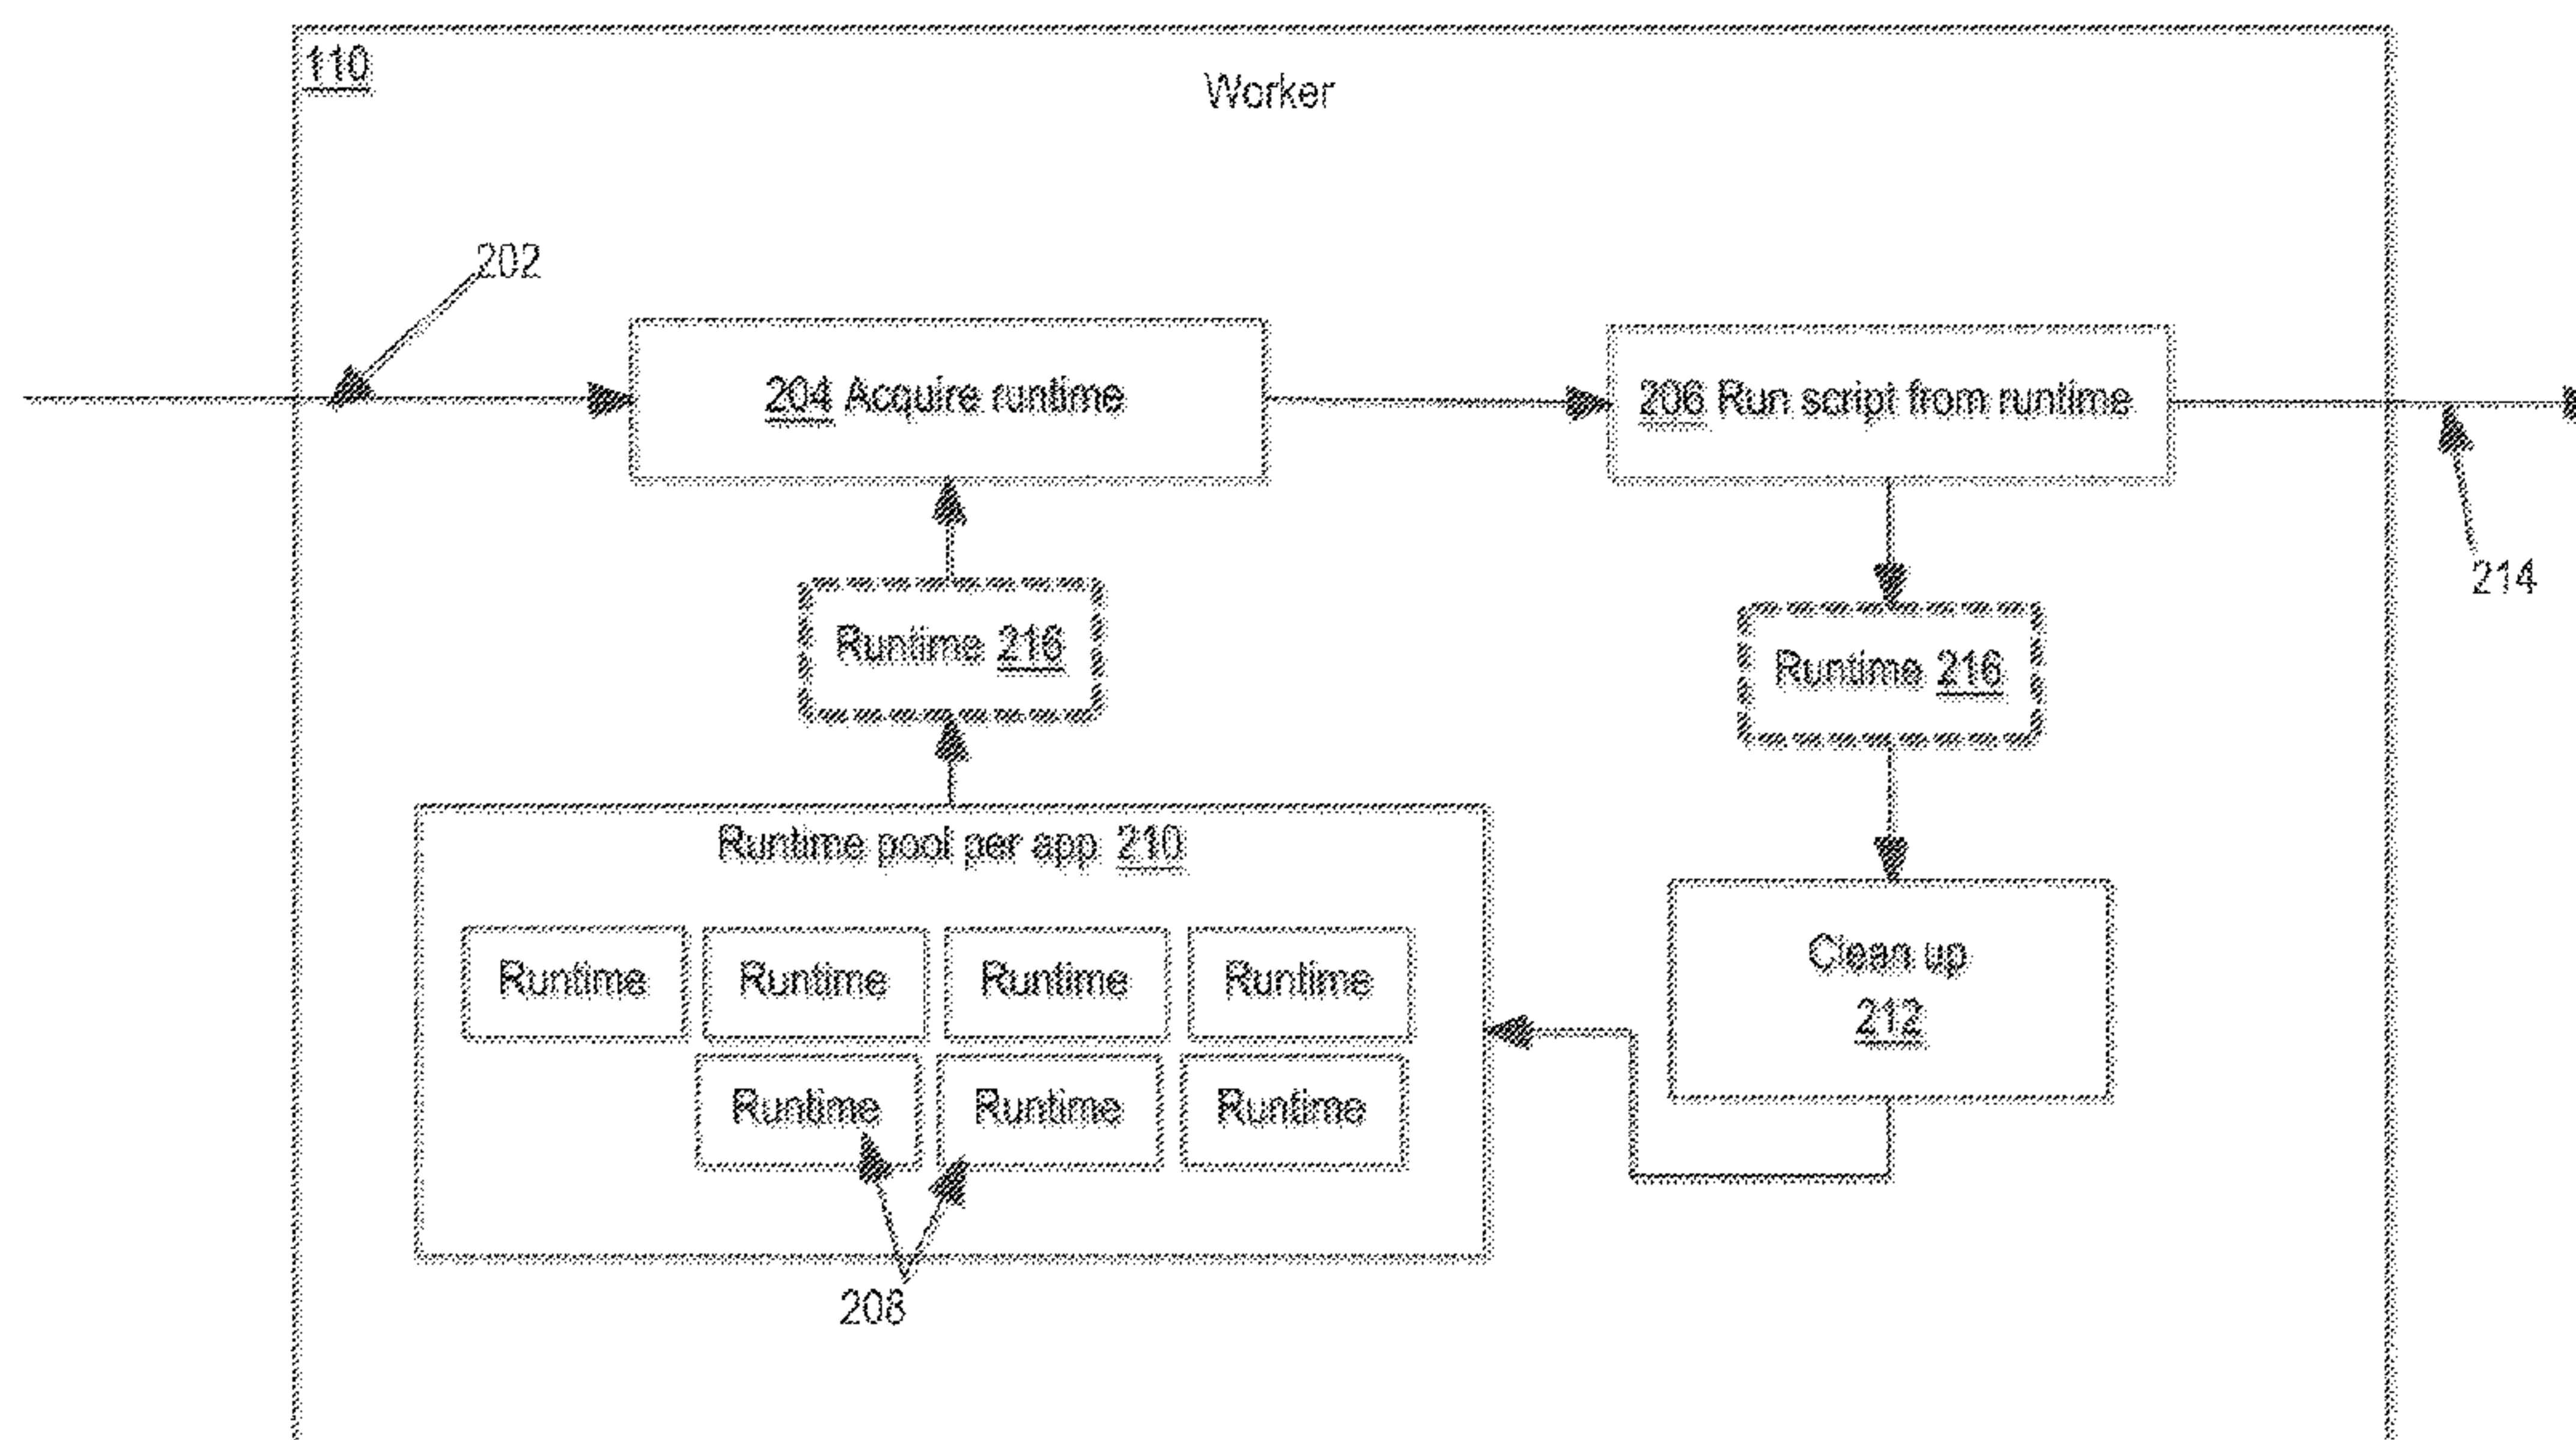 110
Worker
202
204 Acquire runtime
206 Run script from runtime
214
Runtime 216
Runtime 216
Runtime pool per app 210
Runtime Runtime Runtime Runtime
Runtime Runtime Runtime
Clean up
212
208